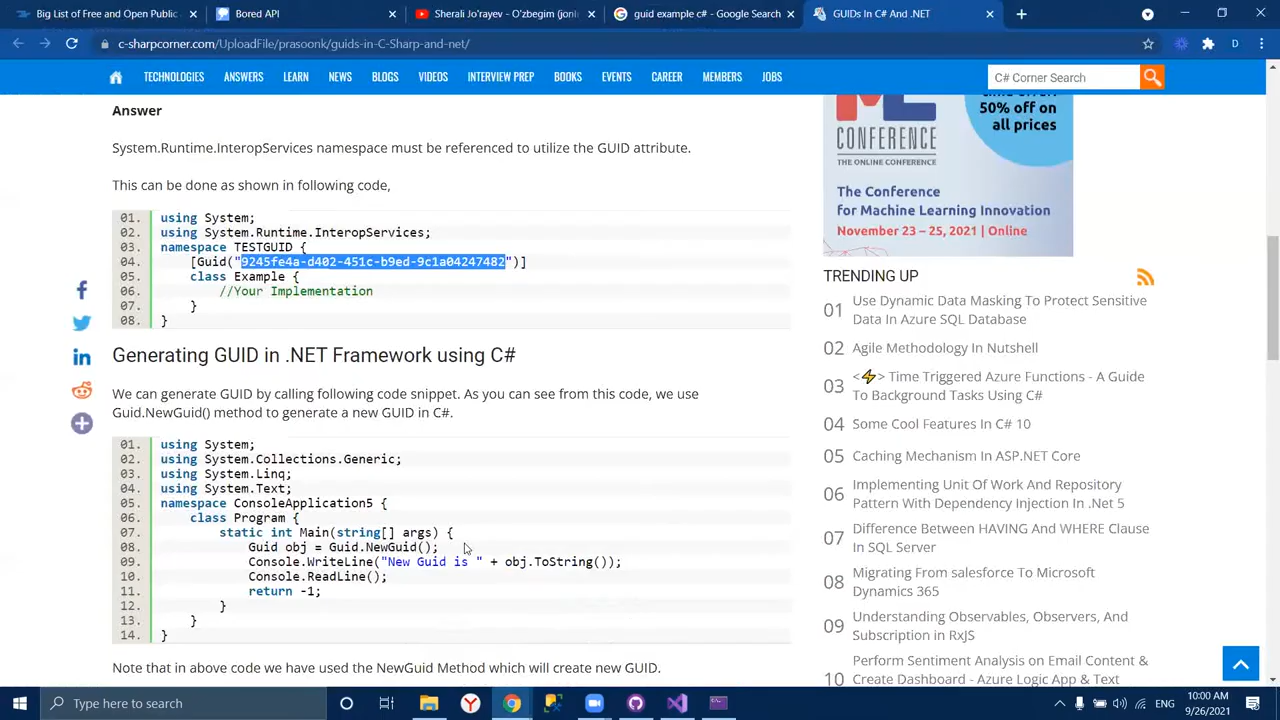 Big List of Free and Open Public
Bored API
Sherali Jo'rayev - O'zbegim (jonli
guid example c# - Google Search
GUIDs In C# And .NET
c-sharpcorner.com/UploadFile/prasoonk/guids-in-C-Sharp-and-net/
D
TECHNOLOGIES ANSWERS LEARN NEWS BLOGS VIDEOS INTERVIEW PREP BOOKS EVENTS CAREER MEMBERS JOBS
C# Corner Search
Answer
System.Runtime.InteropServices namespace must be referenced to utilize the GUID attribute.
This can be done as shown in following code,
01. using System;
02. using System.Runtime.InteropServices;
03. namespace TESTGUID {
04. [Guid("9245fe4a-d402-451c-b9ed-9c1a04247482")]
05. class Example {
06. //Your Implementation
07. }
08. }
Generating GUID in .NET Framework using C#
We can generate GUID by calling following code snippet. As you can see from this code, we use
Guid.NewGuid() method to generate a new GUID in C#.
01. using System;
02. using System.Collections.Generic;
03. using System.Linq;
04. using System.Text;
05. namespace ConsoleApplication5 {
06. class Program {
07. static int Main(string[] args) {
08. Guid obj = Guid.NewGuid();
09. Console.WriteLine("New Guid is " + obj.ToString());
10. Console.ReadLine();
11. return -1;
12. }
13. }
14. }
Note that in above code we have used the NewGuid Method which will create new GUID.
50% off on
all prices
CONFERENCE
THE ONLINE CONFERENCE
The Conference
for Machine Learning Innovation
November 23 – 25, 2021 | Online
TRENDING UP
01 Use Dynamic Data Masking To Protect Sensitive
Data In Azure SQL Database
02 Agile Methodology In Nutshell
03 <⚡> Time Triggered Azure Functions - A Guide
To Background Tasks Using C#
04 Some Cool Features In C# 10
05 Caching Mechanism In ASP.NET Core
06 Implementing Unit Of Work And Repository
Pattern With Dependency Injection In .Net 5
07 Difference Between HAVING And WHERE Clause
In SQL Server
08 Migrating From salesforce To Microsoft
Dynamics 365
09 Understanding Observables, Observers, And
Subscription in RxJS
10 Perform Sentiment Analysis on Email Content &
Create Dashboard - Azure Logic App & Text
Type here to search
ENG
10:00 AM
9/26/2021